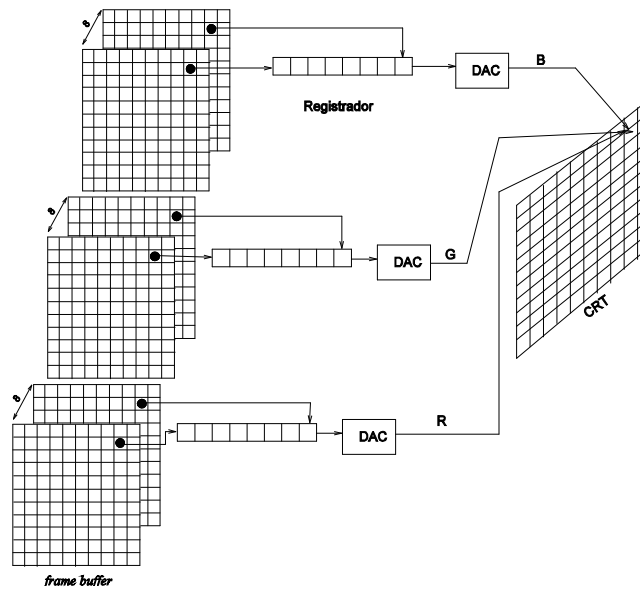 8
B
DAC
Registrador
8
G
DAC
CRT
8
R
DAC
frame buffer